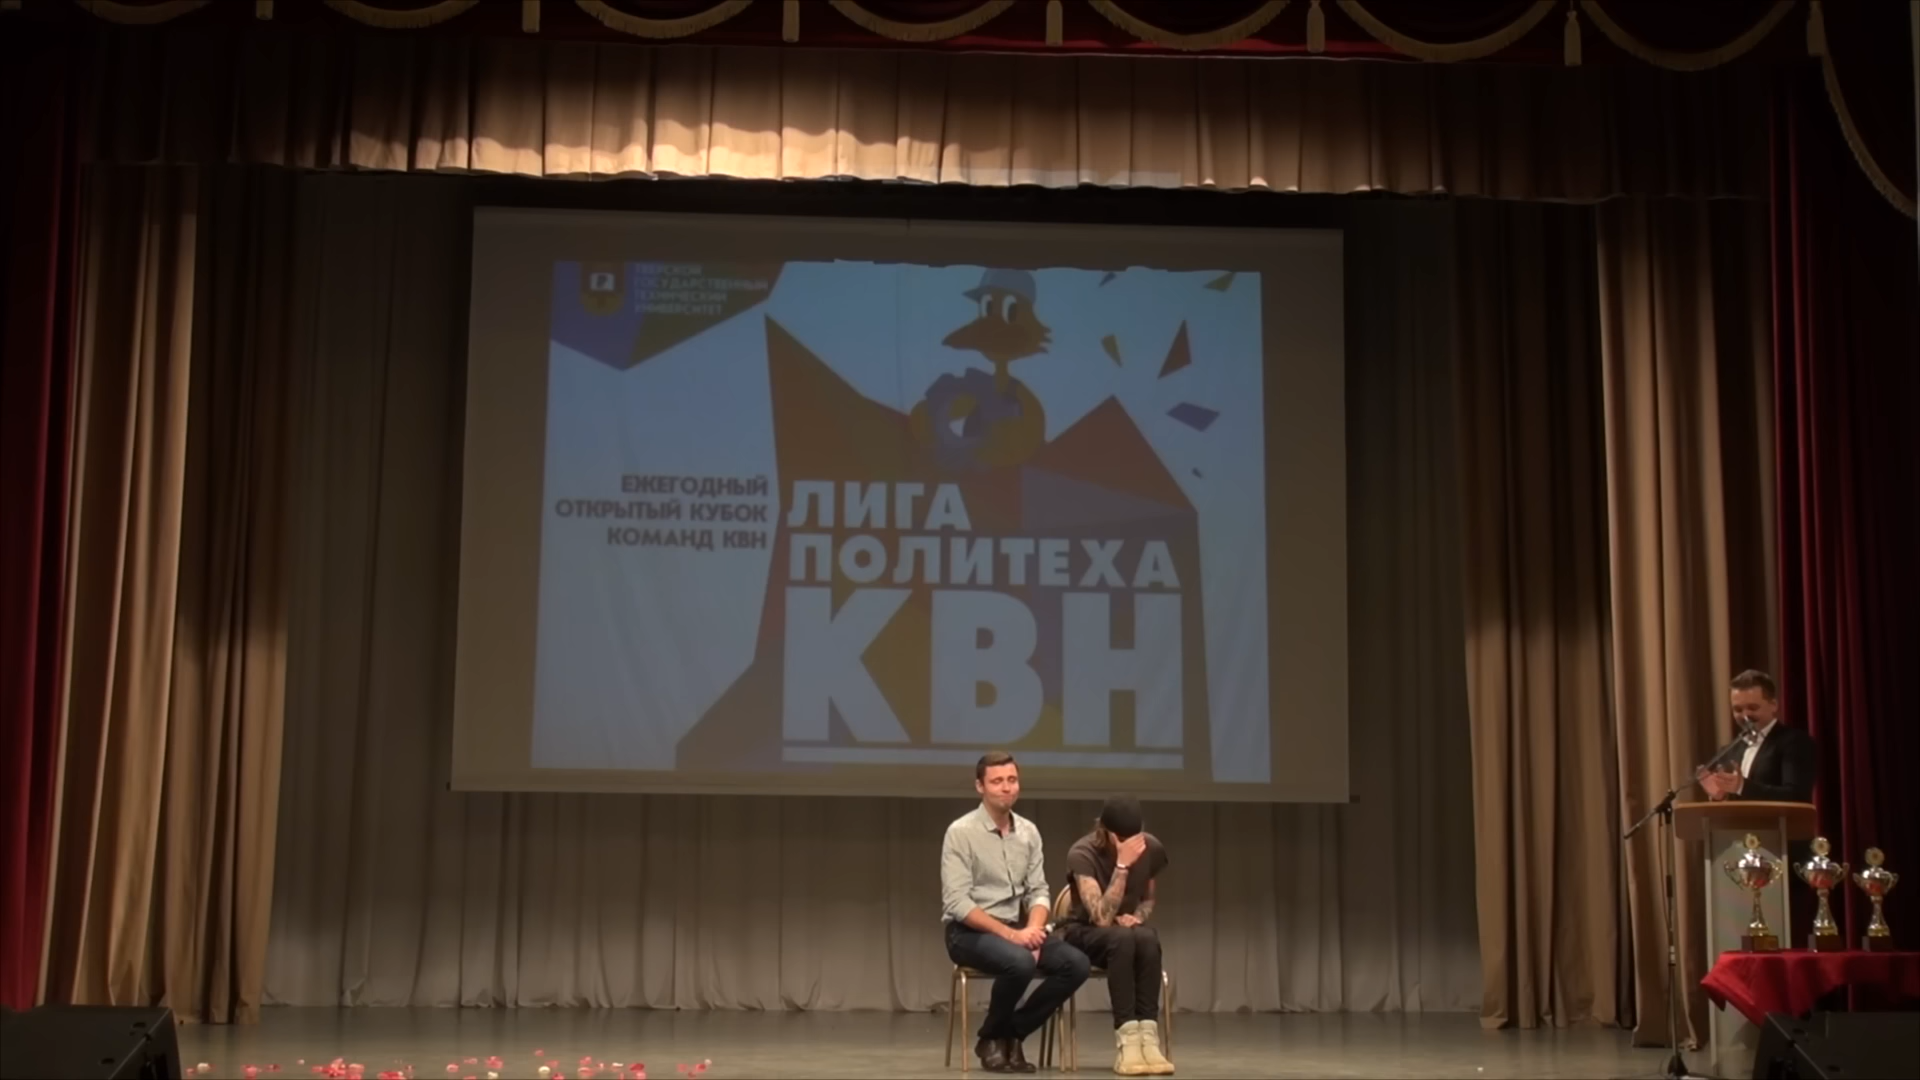 ТВЕРСКОЙ
ГОСУДАРСТВЕННЫЙ
ТЕХНИЧЕСКИЙ
УНИВЕРСИТЕТ
ЕЖЕГОДНЫЙ
ОТКРЫТЫЙ КУБОК
КОМАНД КВН
ЛИГА
ПОЛИТЕХА
КВН